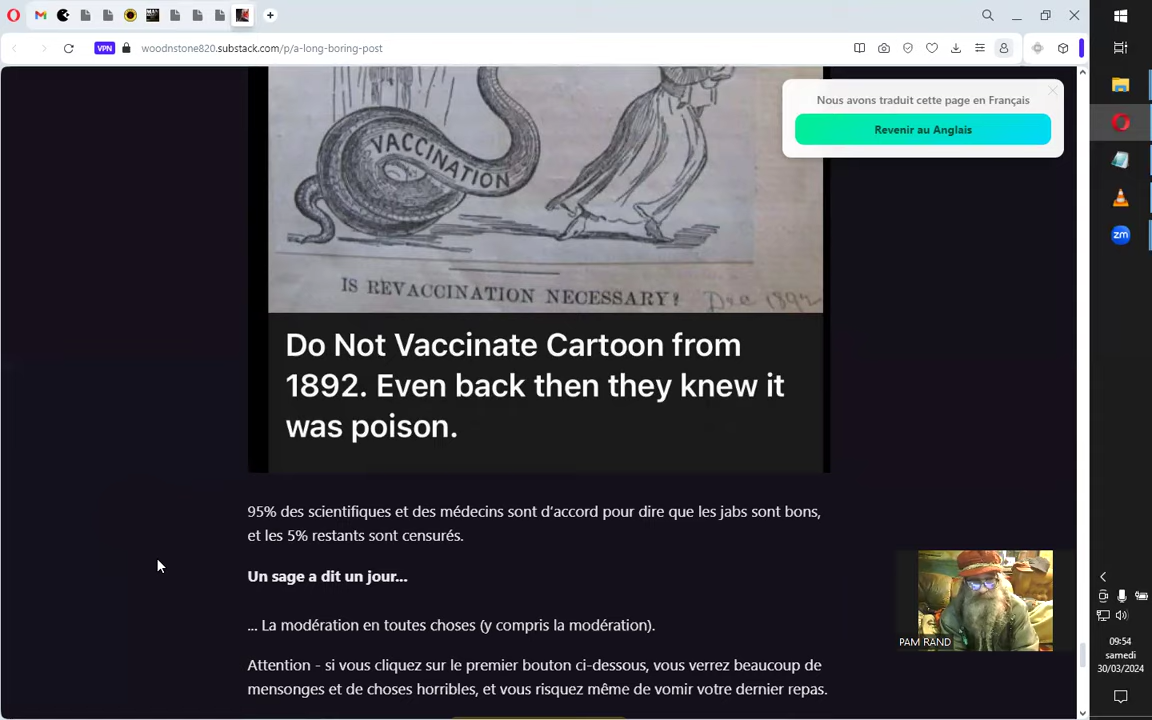 VPN woodnstone820.substack.com/p/a-long-boring-post
Nous avons traduit cette page en Français
Revenir au Anglais
VACCINATION
IS REVACCINATION NECESSARY? Dec 1892
Do Not Vaccinate Cartoon from
1892. Even back then they knew it
was poison.
95% des scientifiques et des médecins sont d’accord pour dire que les jabs sont bons,
et les 5% restants sont censurés.
Un sage a dit un jour...
... La modération en toutes choses (y compris la modération).
Attention - si vous cliquez sur le premier bouton ci-dessous, vous verrez beaucoup de
mensonges et de choses horribles, et vous risquez même de vomir votre dernier repas.
PAM RAND
zm
09:54
samedi
30/03/2024